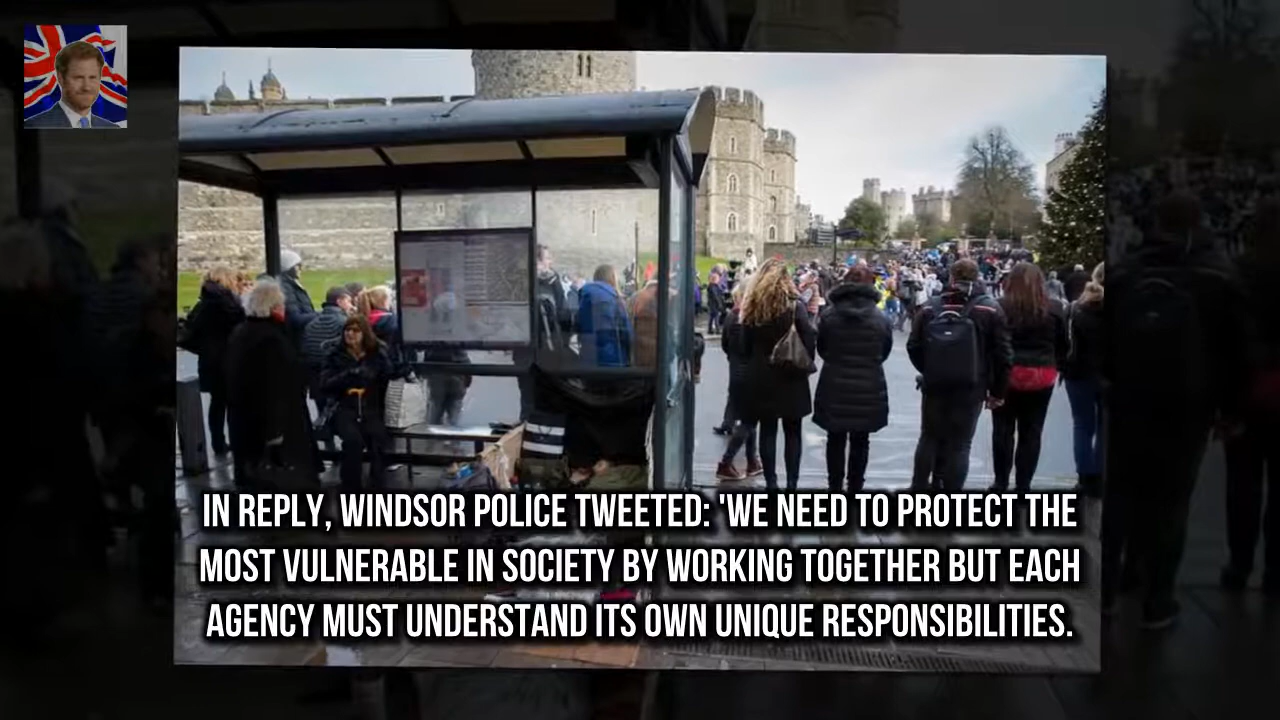 IN REPLY, WINDSOR POLICE TWEETED: 'WE NEED TO PROTECT THE
MOST VULNERABLE IN SOCIETY BY WORKING TOGETHER BUT EACH
AGENCY MUST UNDERSTAND ITS OWN UNIQUE RESPONSIBILITIES.